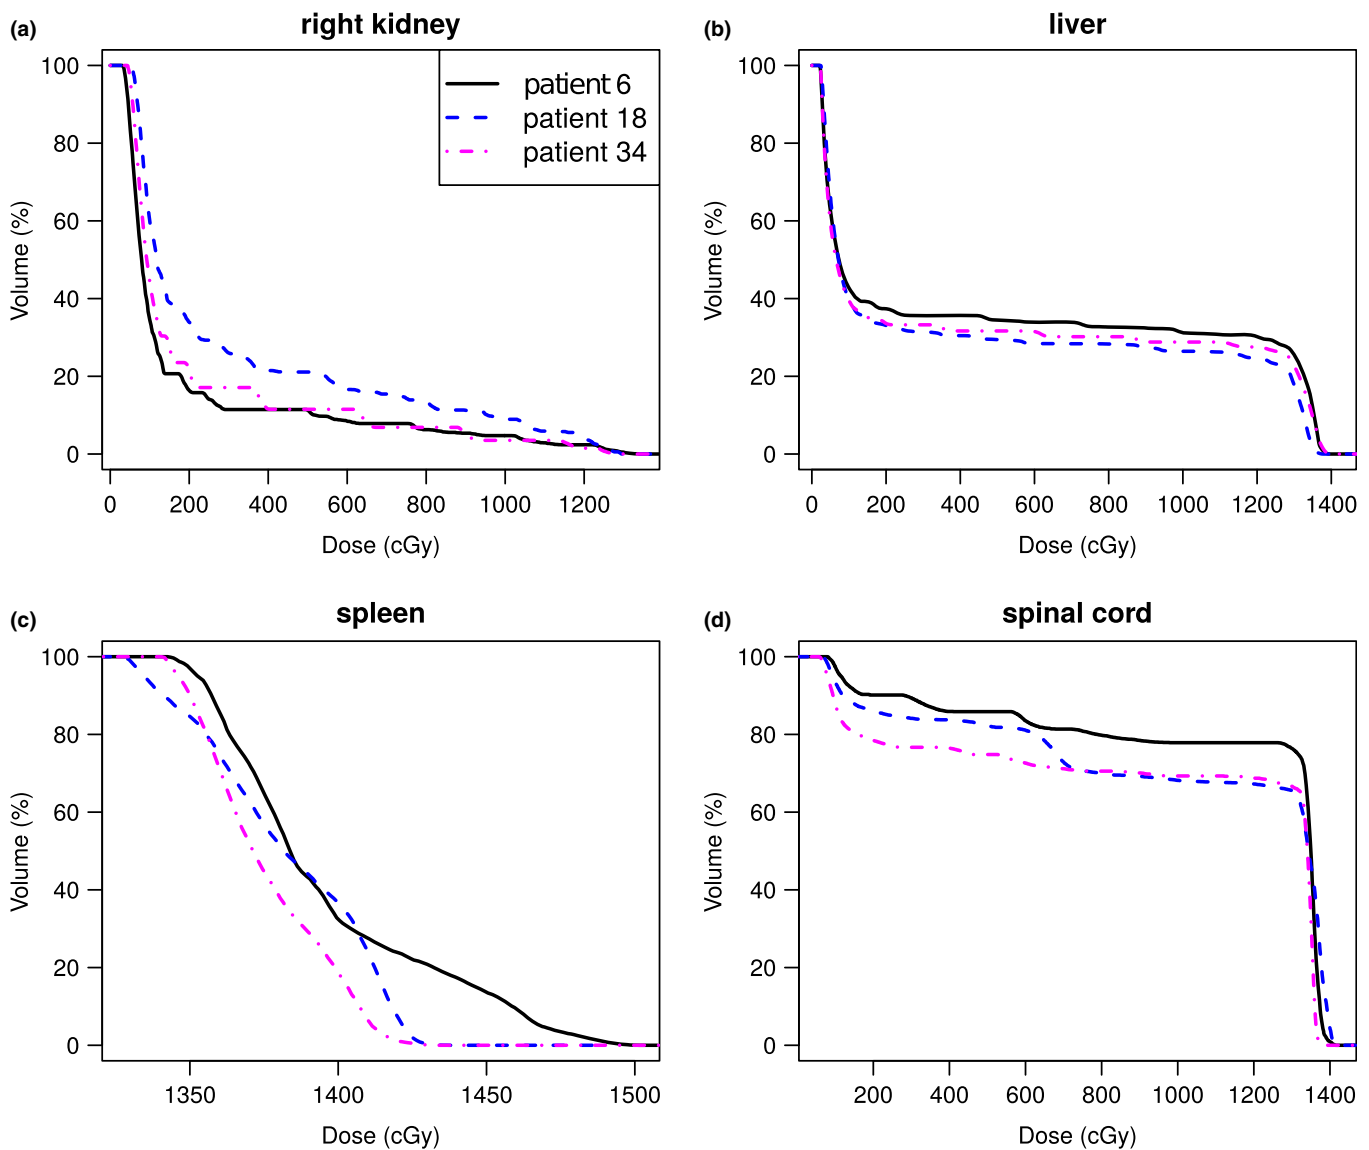 (a) right kidney
100
80
60
40
20
0
Volume (%)
patient 6
patient 18
patient 34
0 200 400 600 800 1000 1200
Dose (cGy)
(b) liver
100
80
60
40
20
0
Volume (%)
0 200 400 600 800 1000 1200 1400
Dose (cGy)
(c) spleen
100
80
60
40
20
0
Volume (%)
1350 1400 1450 1500
Dose (cGy)
(d) spinal cord
100
80
60
40
20
0
Volume (%)
200 400 600 800 1000 1200 1400
Dose (cGy)